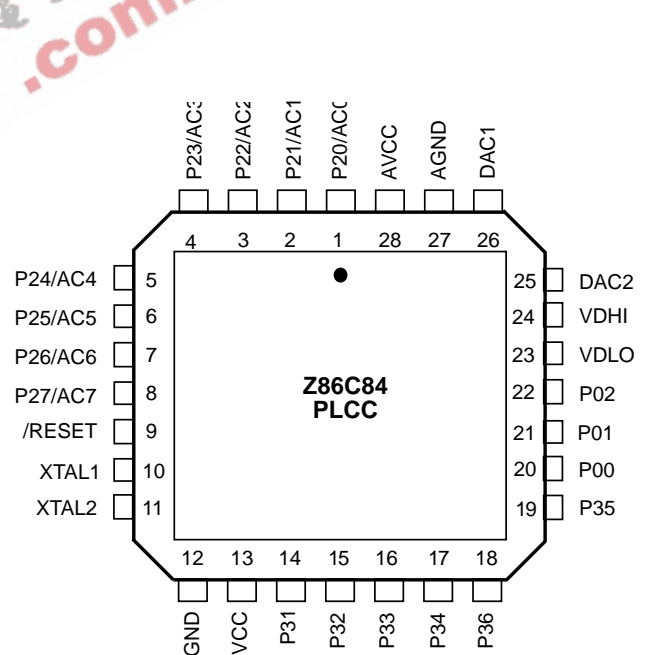 .com
P23/AC3
P22/AC2
P21/AC1
P20/AC0
AVCC
AGND
DAC1
4 3 2 1 28 27 26
P24/AC4 5
P25/AC5 6
P26/AC6 7
P27/AC7 8
/RESET 9
XTAL1 10
XTAL2 11
Z86C84
PLCC
25 DAC2
24 VDHI
23 VDLO
22 P02
21 P01
20 P00
19 P35
12 13 14 15 16 17 18
GND
VCC
P31
P32
P33
P34
P36